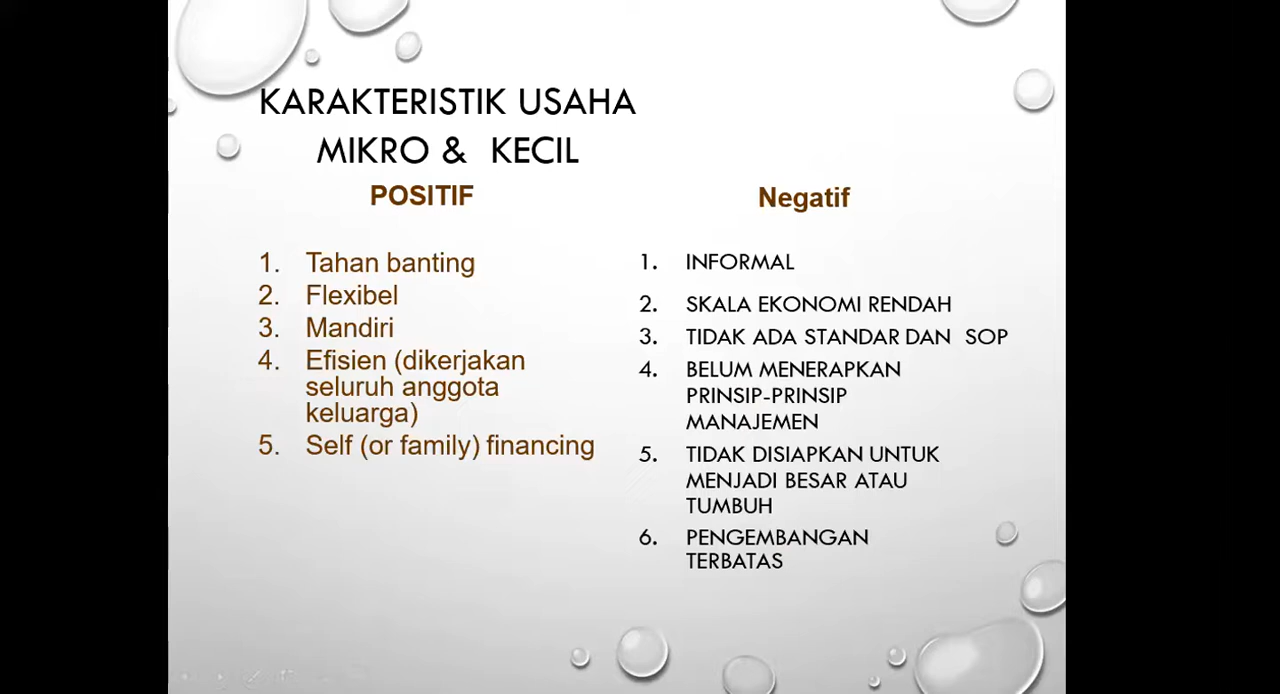 KARAKTERISTIK USAHA
MIKRO & KECIL
POSITIF
1. Tahan banting
2. Flexibel
3. Mandiri
4. Efisien (dikerjakan
seluruh anggota
keluarga)
5. Self (or family) financing
Negatif
1. INFORMAL
2. SKALA EKONOMI RENDAH
3. TIDAK ADA STANDAR DAN SOP
4. BELUM MENERAPKAN
PRINSIP-PRINSIP
MANAJEMEN
5. TIDAK DISIAPKAN UNTUK
MENJADI BESAR ATAU
TUMBUH
6. PENGEMBANGAN
TERBATAS